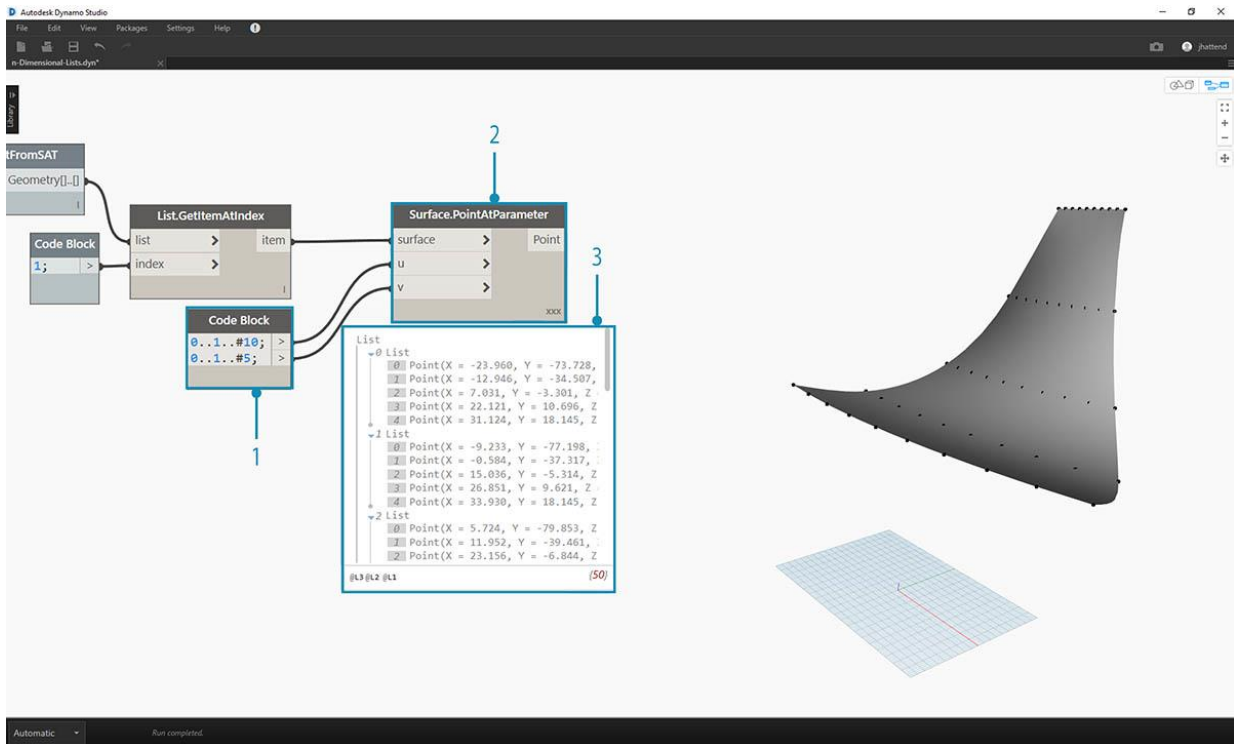 Autodesk Dynamo Studio
File Edit View Packages Settings Help
jhattend
n-Dimensional-Lists.dyn*
Library
tFromSAT
Geometry[]..[]
l
Code Block
1; >
List.GetItemAtIndex
list > item
index >
l
Code Block
0..1..#10; >
0..1..#5; >
1
2
Surface.PointAtParameter
surface > Point
u >
v >
xxx
3
List
0 List
0 Point(X = -23.960, Y = -73.728,
1 Point(X = -12.946, Y = -34.507,
2 Point(X = 7.031, Y = -3.301, Z
3 Point(X = 22.121, Y = 10.696, Z
4 Point(X = 31.124, Y = 18.145, Z
1 List
0 Point(X = -9.233, Y = -77.198,
1 Point(X = -0.584, Y = -37.317,
2 Point(X = 15.036, Y = -5.314, Z
3 Point(X = 26.851, Y = 9.621, Z
4 Point(X = 33.930, Y = 18.145, Z
2 List
0 Point(X = 5.724, Y = -79.853, Z
1 Point(X = 11.952, Y = -39.461,
2 Point(X = 23.156, Y = -6.844, Z
@L3 @L2 @L1 (50)
Automatic Run completed.